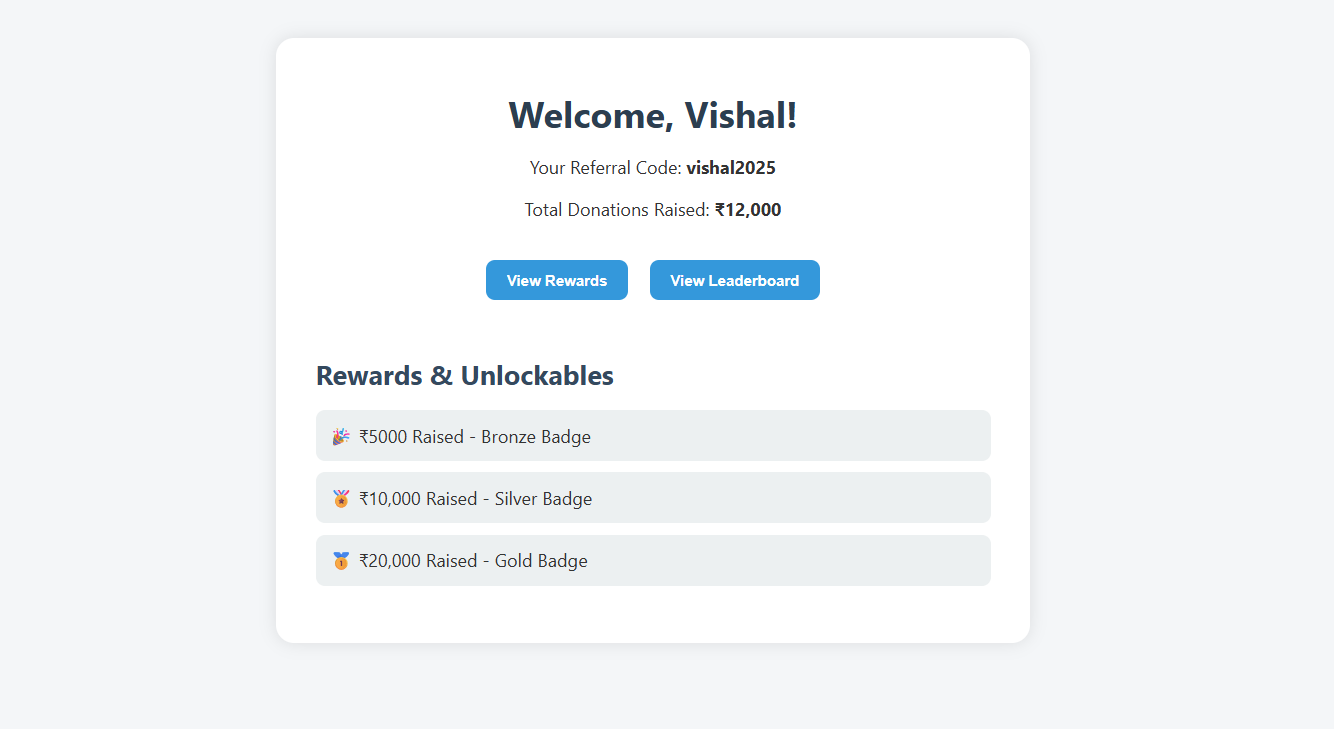 Welcome, Vishal!
Your Referral Code: vishal2025
Total Donations Raised: ₹12,000
View Rewards View Leaderboard
Rewards & Unlockables
🎉 ₹5000 Raised - Bronze Badge
🏅 ₹10,000 Raised - Silver Badge
🥇 ₹20,000 Raised - Gold Badge